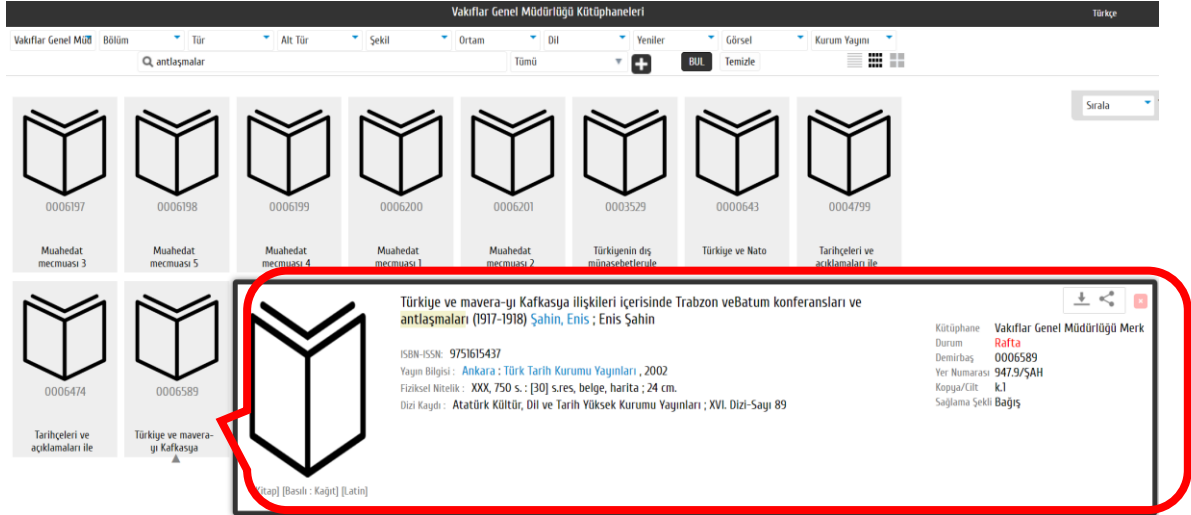 Vakıflar Genel Müdürlüğü Kütüphaneleri
Türkçe
Vakıflar Genel Müd Bölüm Tür Alt Tür Şekil Ortam Dil Yeniler Görsel Kurum Yayını
antlaşmalar Tümü BUL Temizle
Sırala
0006197 0006198 0006199 0006200 0006201 0003529 0000643 0004799
Muahedat Muahedat Muahedat Muahedat Muahedat Türkiyenin dış Türkiye ve Nato Tarihçeleri ve
mecmuası 3 mecmuası 5 mecmuası 4 mecmuası 1 mecmuası 2 münasebetleriyle açıklamaları ile
0006474 0006589
Tarihçeleri ve Türkiye ve mavera-
açıklamaları ile yı Kafkasya
Türkiye ve mavera-yı Kafkasya ilişkileri içerisinde Trabzon veBatum konferansları ve
antlaşmaları (1917-1918) Şahin, Enis ; Enis Şahin
ISBN-ISSN: 9751615437
Yayın Bilgisi : Ankara : Türk Tarih Kurumu Yayınları , 2002
Fiziksel Nitelik : XXX, 750 s. : [30] s.res, belge, harita ; 24 cm.
Dizi Kaydı : Atatürk Kültür, Dil ve Tarih Yüksek Kurumu Yayınları ; XVI. Dizi-Sayı 89
Kütüphane Vakıflar Genel Müdürlüğü Merk
Durum Rafta
Demirbaş 0006589
Yer Numarası 947.9/ŞAH
Kopya/Cilt k.1
Sağlama Şekli Bağış
Kitap] [Basılı : Kağıt] [Latin]